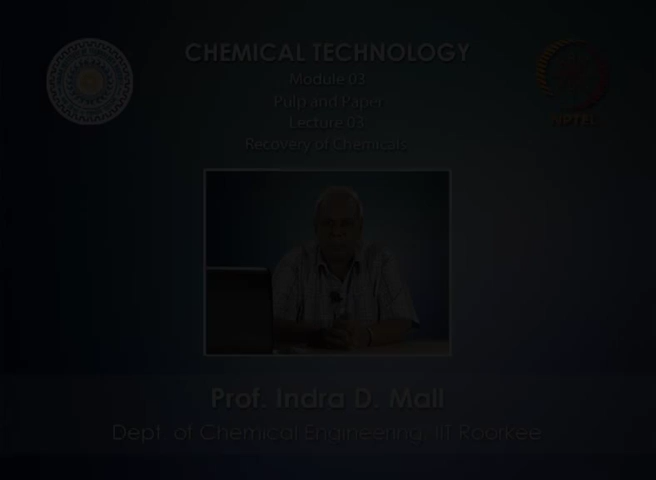 CHEMICAL TECHNOLOGY
Module 03
Pulp and Paper
Lecture 03
Recovery of Chemicals
NPTEL
Prof. Indra D. Mall
Dept. of Chemical Engineering, IIT Roorkee